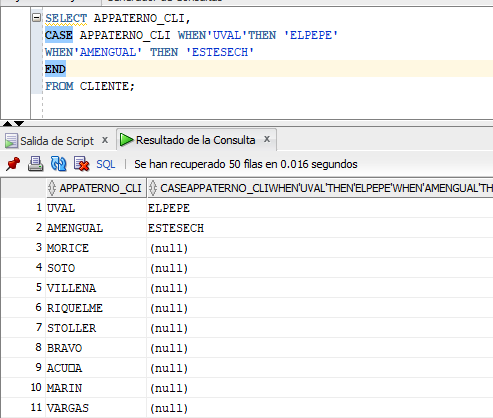 SELECT APPATERNO_CLI,
CASE APPATERNO_CLI WHEN'UVAL'THEN 'ELPEPE'
WHEN'AMENGUAL' THEN 'ESTESECH'
END
FROM CLIENTE;
Salida de Script x Resultado de la Consulta x
SQL | Se han recuperado 50 filas en 0.016 segundos
APPATERNO_CLI CASEAPPATERNO_CLIWHEN'UVAL'THEN'ELPEPE'WHEN'AMENGUAL'TH
1 UVAL ELPEPE
2 AMENGUAL ESTESECH
3 MORICE (null)
4 SOTO (null)
5 VILLENA (null)
6 RIQUELME (null)
7 STOLLER (null)
8 BRAVO (null)
9 ACU□A (null)
10 MARIN (null)
11 VARGAS (null)